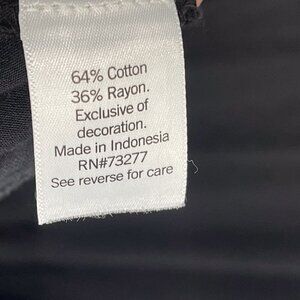 64% Cotton
36% Rayon.
Exclusive of
decoration.
Made in Indonesia
RN#73277
See reverse for care